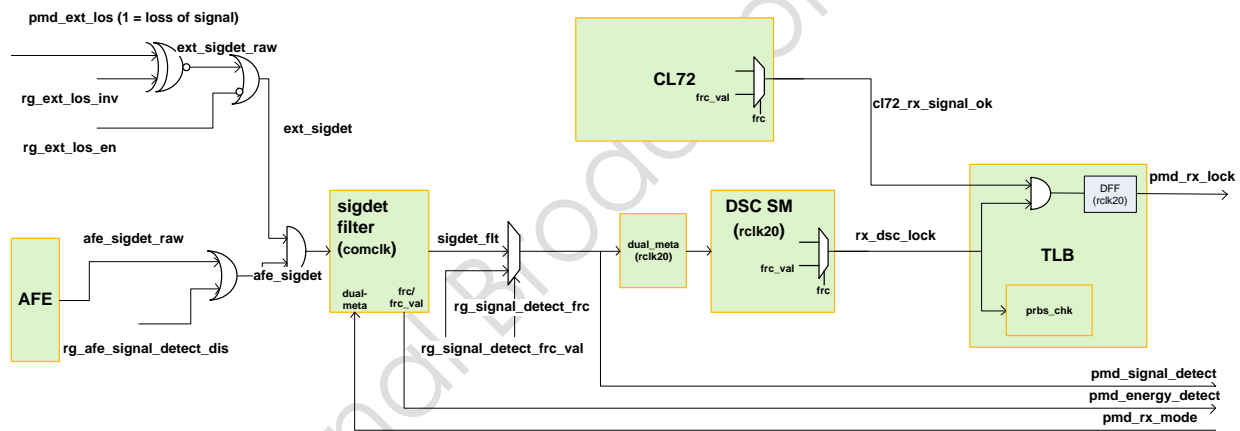 pmd_ext_los (1 = loss of signal)
ext_sigdet_raw
rg_ext_los_inv
rg_ext_los_en
ext_sigdet
CL72
frc_val
frc
cl72_rx_signal_ok
AFE
afe_sigdet_raw
afe_sigdet
rg_afe_signal_detect_dis
sigdet
filter
(comclk)
dual-
meta
frc/
frc_val
sigdet_flt
rg_signal_detect_frc
rg_signal_detect_frc_val
dual_meta
(rclk20)
DSC SM
(rclk20)
frc_val
frc
rx_dsc_lock
DFF
(rclk20)
TLB
prbs_chk
pmd_rx_lock
pmd_signal_detect
pmd_energy_detect
pmd_rx_mode